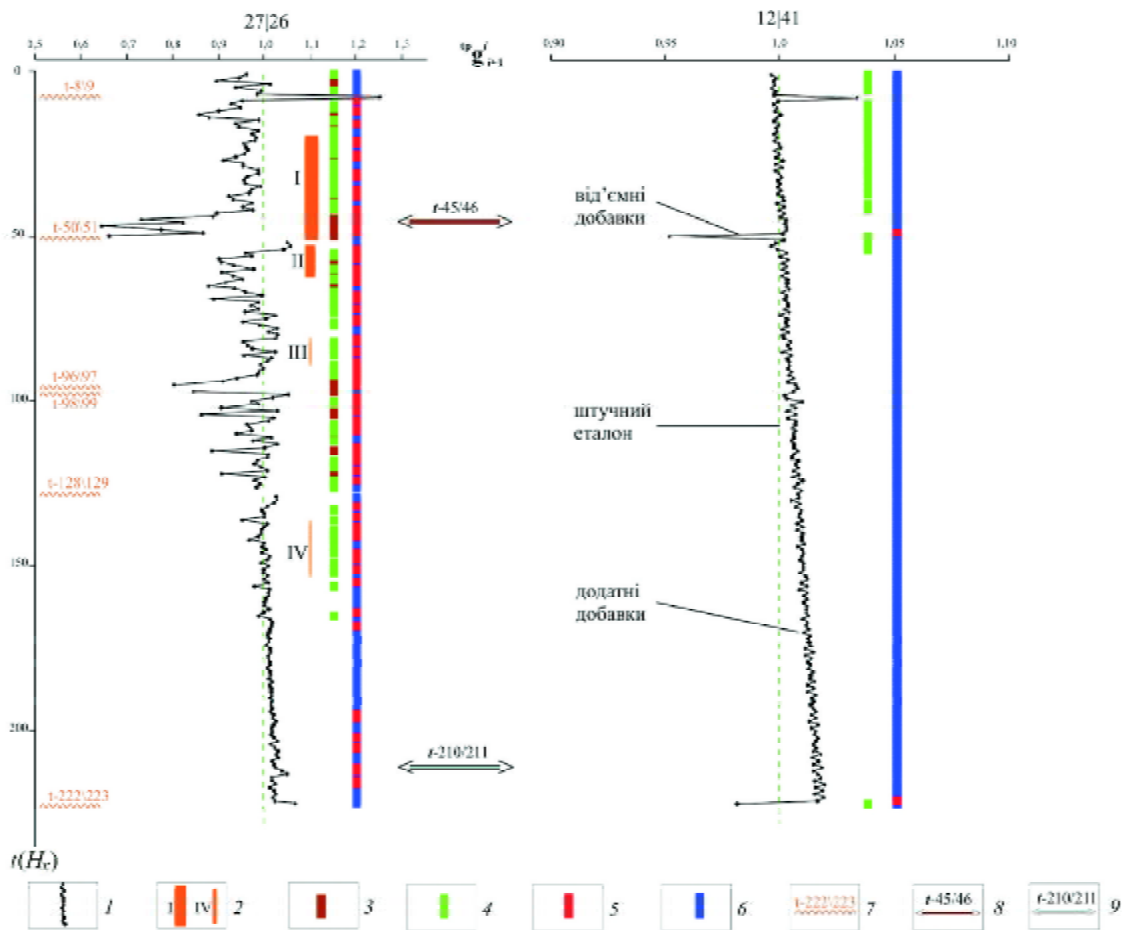 27|26
12|41
0,5 0,6 0,7 0,8 0,9 1,0 1,1 1,2 1,3
0,90 0,95 1,0 1,05 1,10
0
t-8\9
I
від’ємні
добавки
t-45/46
t-50\51
50
II
III
t-96\97
100
t-98\99
штучний
еталон
t-128\129
IV
150
додатні
добавки
200
t-210/211
t-222\223
t(Hₑ)
1
I IV 2
3
4
5
6
t-222\223 7
t-45/46 8
t-210/211 9